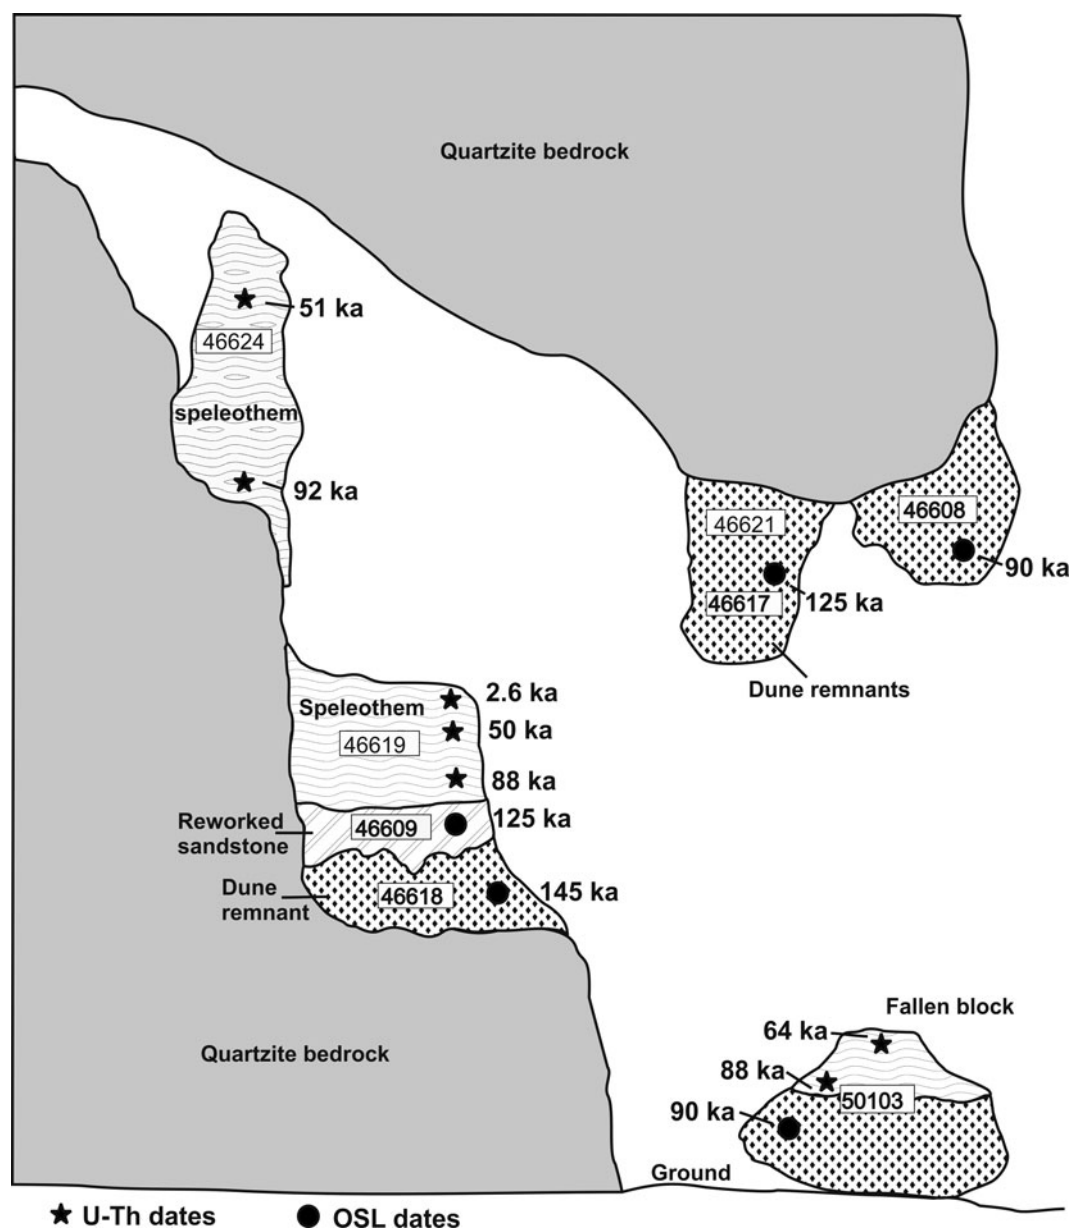 Quartzite bedrock
51 ka
46624
speleothem
92 ka
46621
46617
125 ka
46608
90 ka
Dune remnants
Speleothem
46619
2.6 ka
50 ka
88 ka
Reworked
sandstone
46609
125 ka
Dune
remnant
46618
145 ka
Quartzite bedrock
Fallen block
64 ka
88 ka
50103
90 ka
Ground
U-Th dates
OSL dates